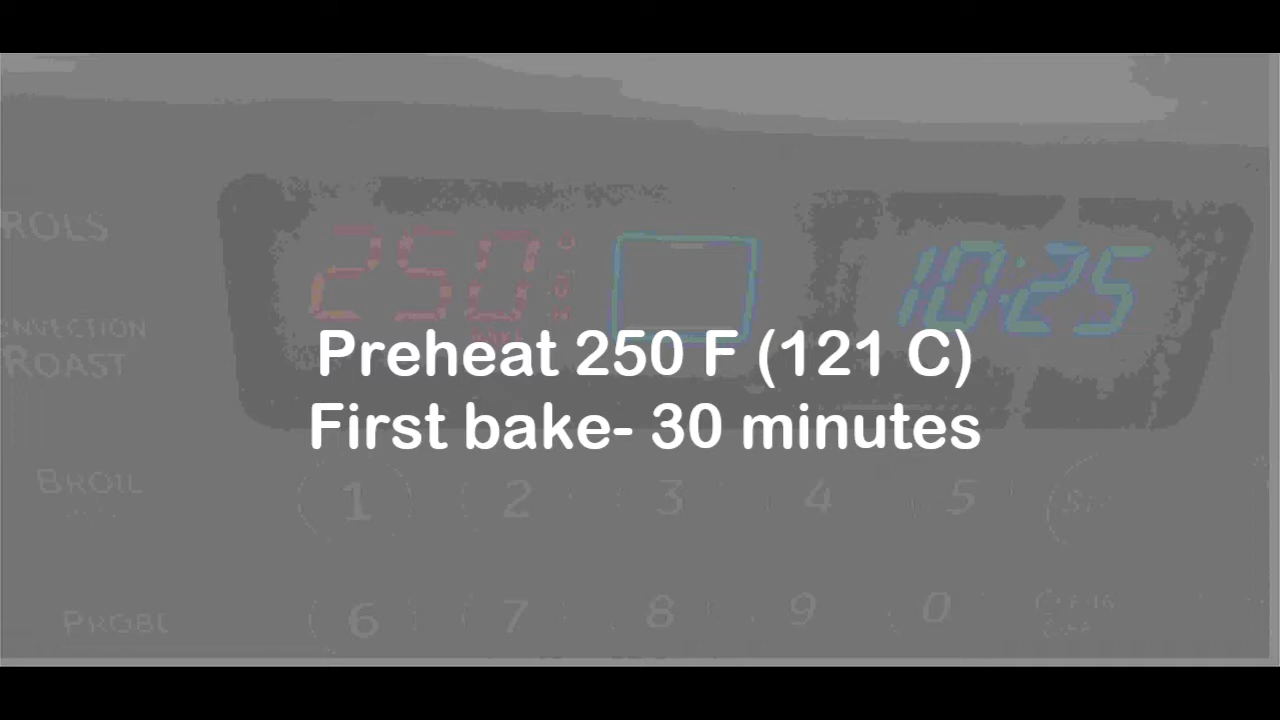 ROLS
250°
10:25
Preheat 250 F (121 C)
ROAST
First bake- 30 minutes
BROIL
1 2 3 4 5
PROBE
6 7 8 9 0